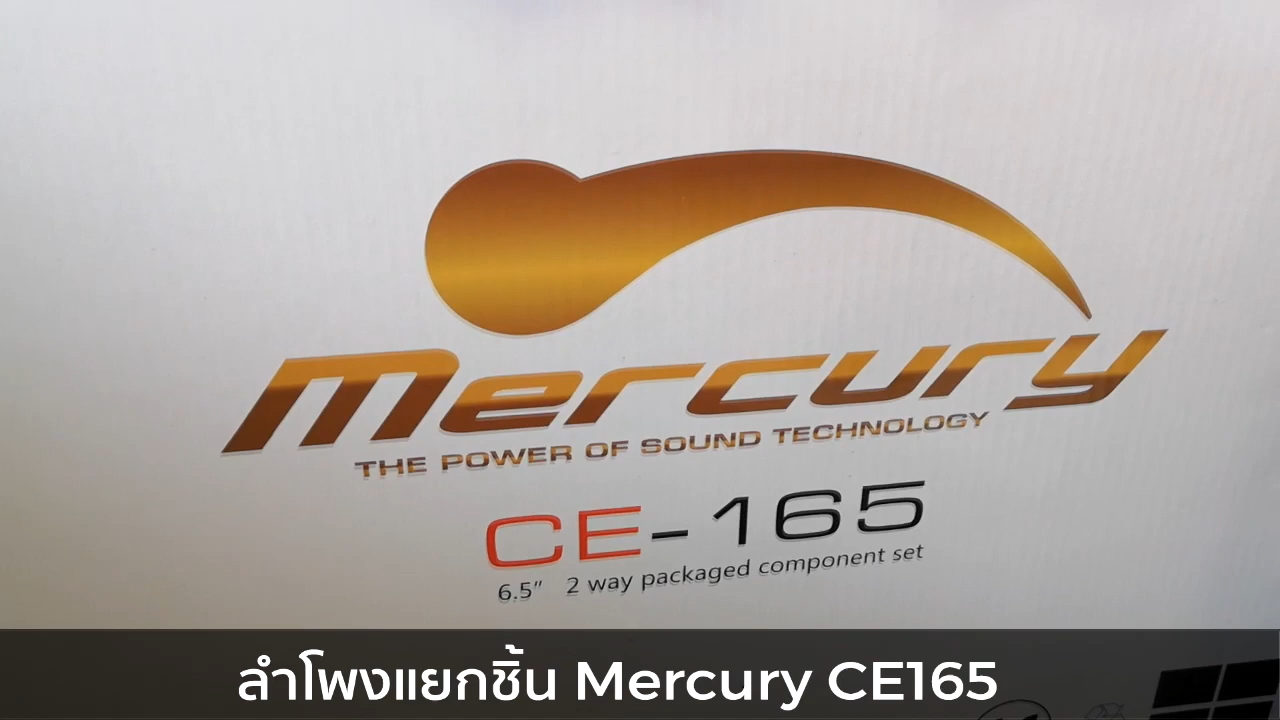 mercury
THE POWER OF SOUND TECHNOLOGY
CE-165
6.5" 2 way packaged component set
ลำโพงแยกชิ้น Mercury CE165